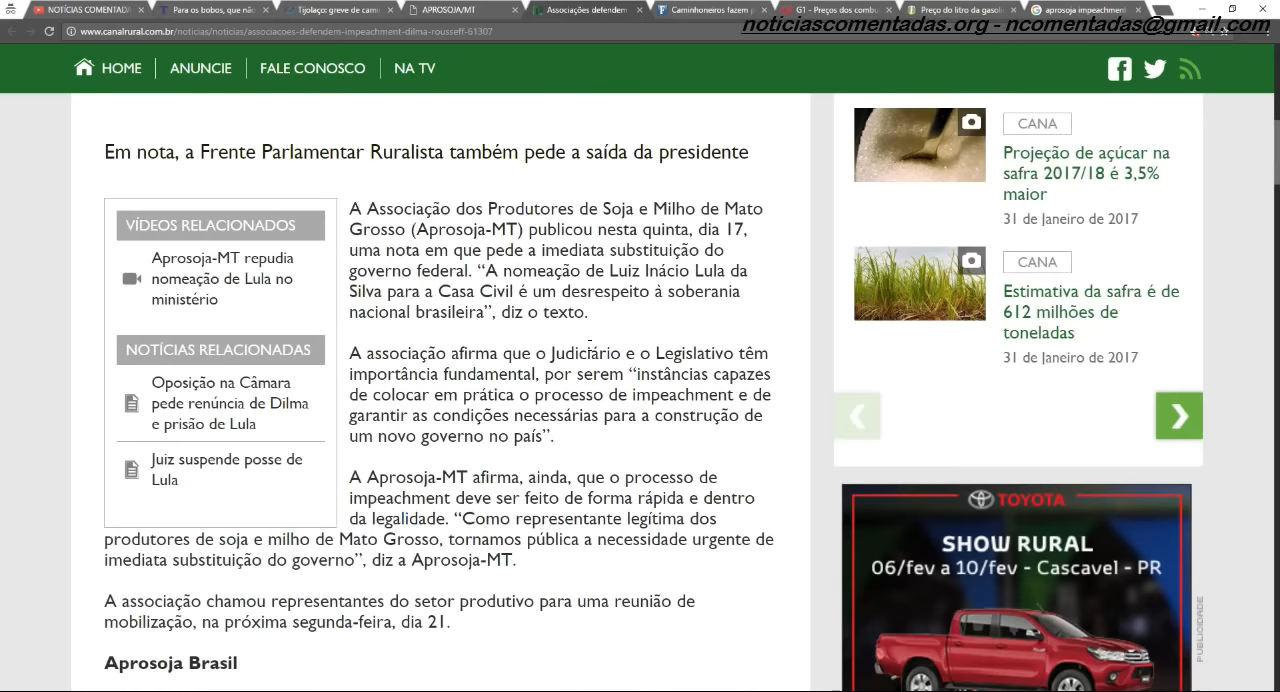 NOTÍCIAS COMENTADA
Para os bobos, que não
Tijolaço: greve de cami
APROSOJA/MT
Associações defendem
Caminhoneiros fazem p
G1 - Preços dos combu
Preço do litro da gasoli
aprosoja impeachment
noticiascomentadas.org - ncomentadas@gmail.com
www.canalrural.com.br/noticias/noticias/associacoes-defendem-impeachment-dilma-rousseff-61307
HOME
ANUNCIE
FALE CONOSCO
NA TV
Em nota, a Frente Parlamentar Ruralista também pede a saída da presidente
VÍDEOS RELACIONADOS
Aprosoja-MT repudia
nomeação de Lula no
ministério
NOTÍCIAS RELACIONADAS
Oposição na Câmara
pede renúncia de Dilma
e prisão de Lula
Juiz suspende posse de
Lula
A Associação dos Produtores de Soja e Milho de Mato
Grosso (Aprosoja-MT) publicou nesta quinta, dia 17,
uma nota em que pede a imediata substituição do
governo federal. “A nomeação de Luiz Inácio Lula da
Silva para a Casa Civil é um desrespeito à soberania
nacional brasileira”, diz o texto.
A associação afirma que o Judiciário e o Legislativo têm
importância fundamental, por serem “instâncias capazes
de colocar em prática o processo de impeachment e de
garantir as condições necessárias para a construção de
um novo governo no país”.
A Aprosoja-MT afirma, ainda, que o processo de
impeachment deve ser feito de forma rápida e dentro
da legalidade. “Como representante legítima dos
produtores de soja e milho de Mato Grosso, tornamos pública a necessidade urgente de
imediata substituição do governo”, diz a Aprosoja-MT.
A associação chamou representantes do setor produtivo para uma reunião de
mobilização, na próxima segunda-feira, dia 21.
Aprosoja Brasil
CANA
Projeção de açúcar na
safra 2017/18 é 3,5%
maior
31 de Janeiro de 2017
CANA
Estimativa da safra é de
612 milhões de
toneladas
31 de Janeiro de 2017
TOYOTA
SHOW RURAL
06/fev a 10/fev - Cascavel - PR
PUBLICIDADE